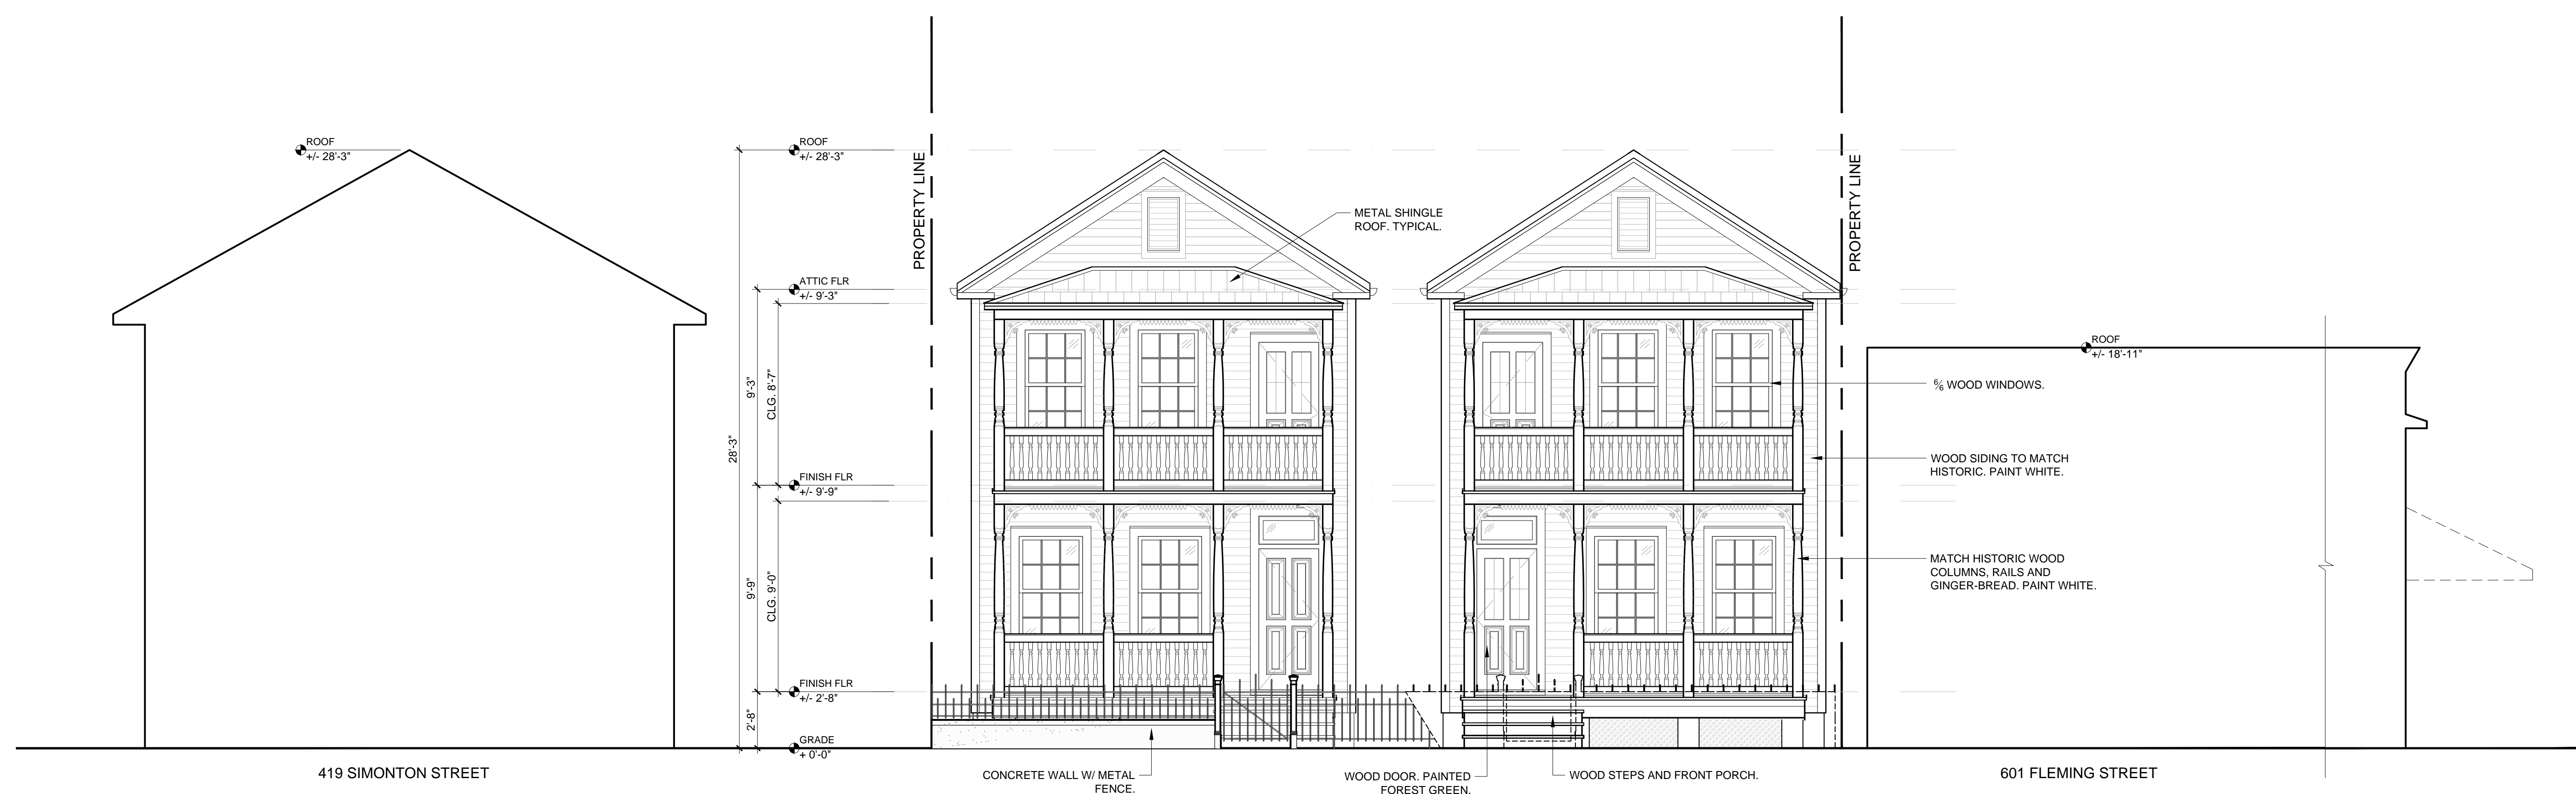 ROOF
+/- 28'-3"
419 SIMONTON STREET
28'-3"
9'-3"
CLG. 8'-7"
9'-9"
CLG. 9'-0"
2'-8"
ROOF
+/- 28'-3"
ATTIC FLR
+/- 9'-3"
FINISH FLR
+/- 9'-9"
FINISH FLR
+/- 2'-8"
GRADE
+ 0'-0"
PROPERTY LINE
METAL SHINGLE
ROOF. TYPICAL.
CONCRETE WALL W/ METAL
FENCE.
WOOD DOOR. PAINTED
FOREST GREEN.
WOOD STEPS AND FRONT PORCH.
PROPERTY LINE
6/6 WOOD WINDOWS.
WOOD SIDING TO MATCH
HISTORIC. PAINT WHITE.
MATCH HISTORIC WOOD
COLUMNS, RAILS AND
GINGER-BREAD. PAINT WHITE.
ROOF
+/- 18'-11"
601 FLEMING STREET